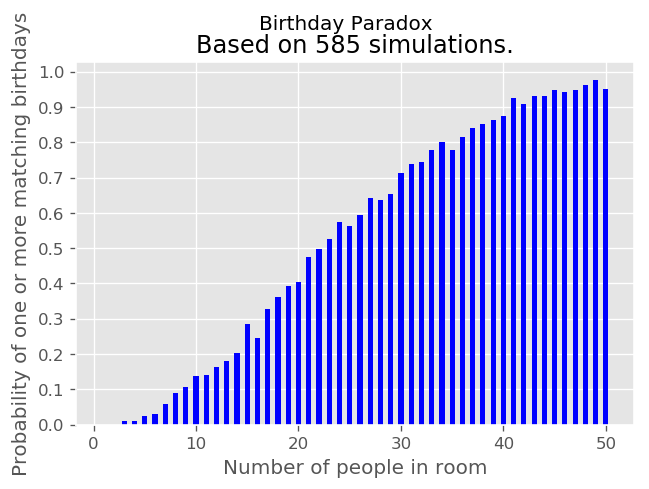 Birthday Paradox
Based on 585 simulations.
Probability of one or more matching birthdays
1.0
0.9
0.8
0.7
0.6
0.5
0.4
0.3
0.2
0.1
0.0
0 10 20 30 40 50
Number of people in room